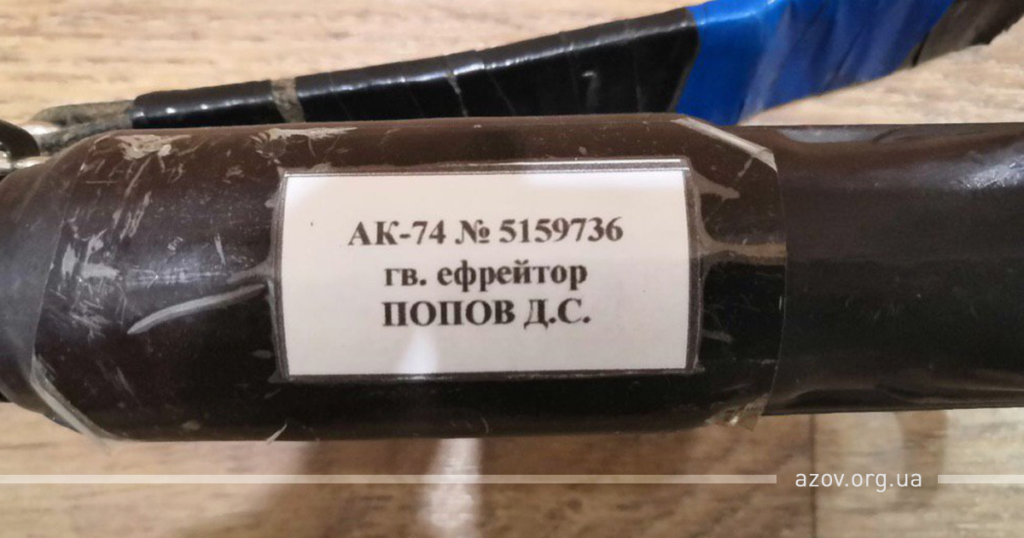 АК-74 № 5159736
гв. ефрейтор
ПОПОВ Д.С.
azov.org.ua